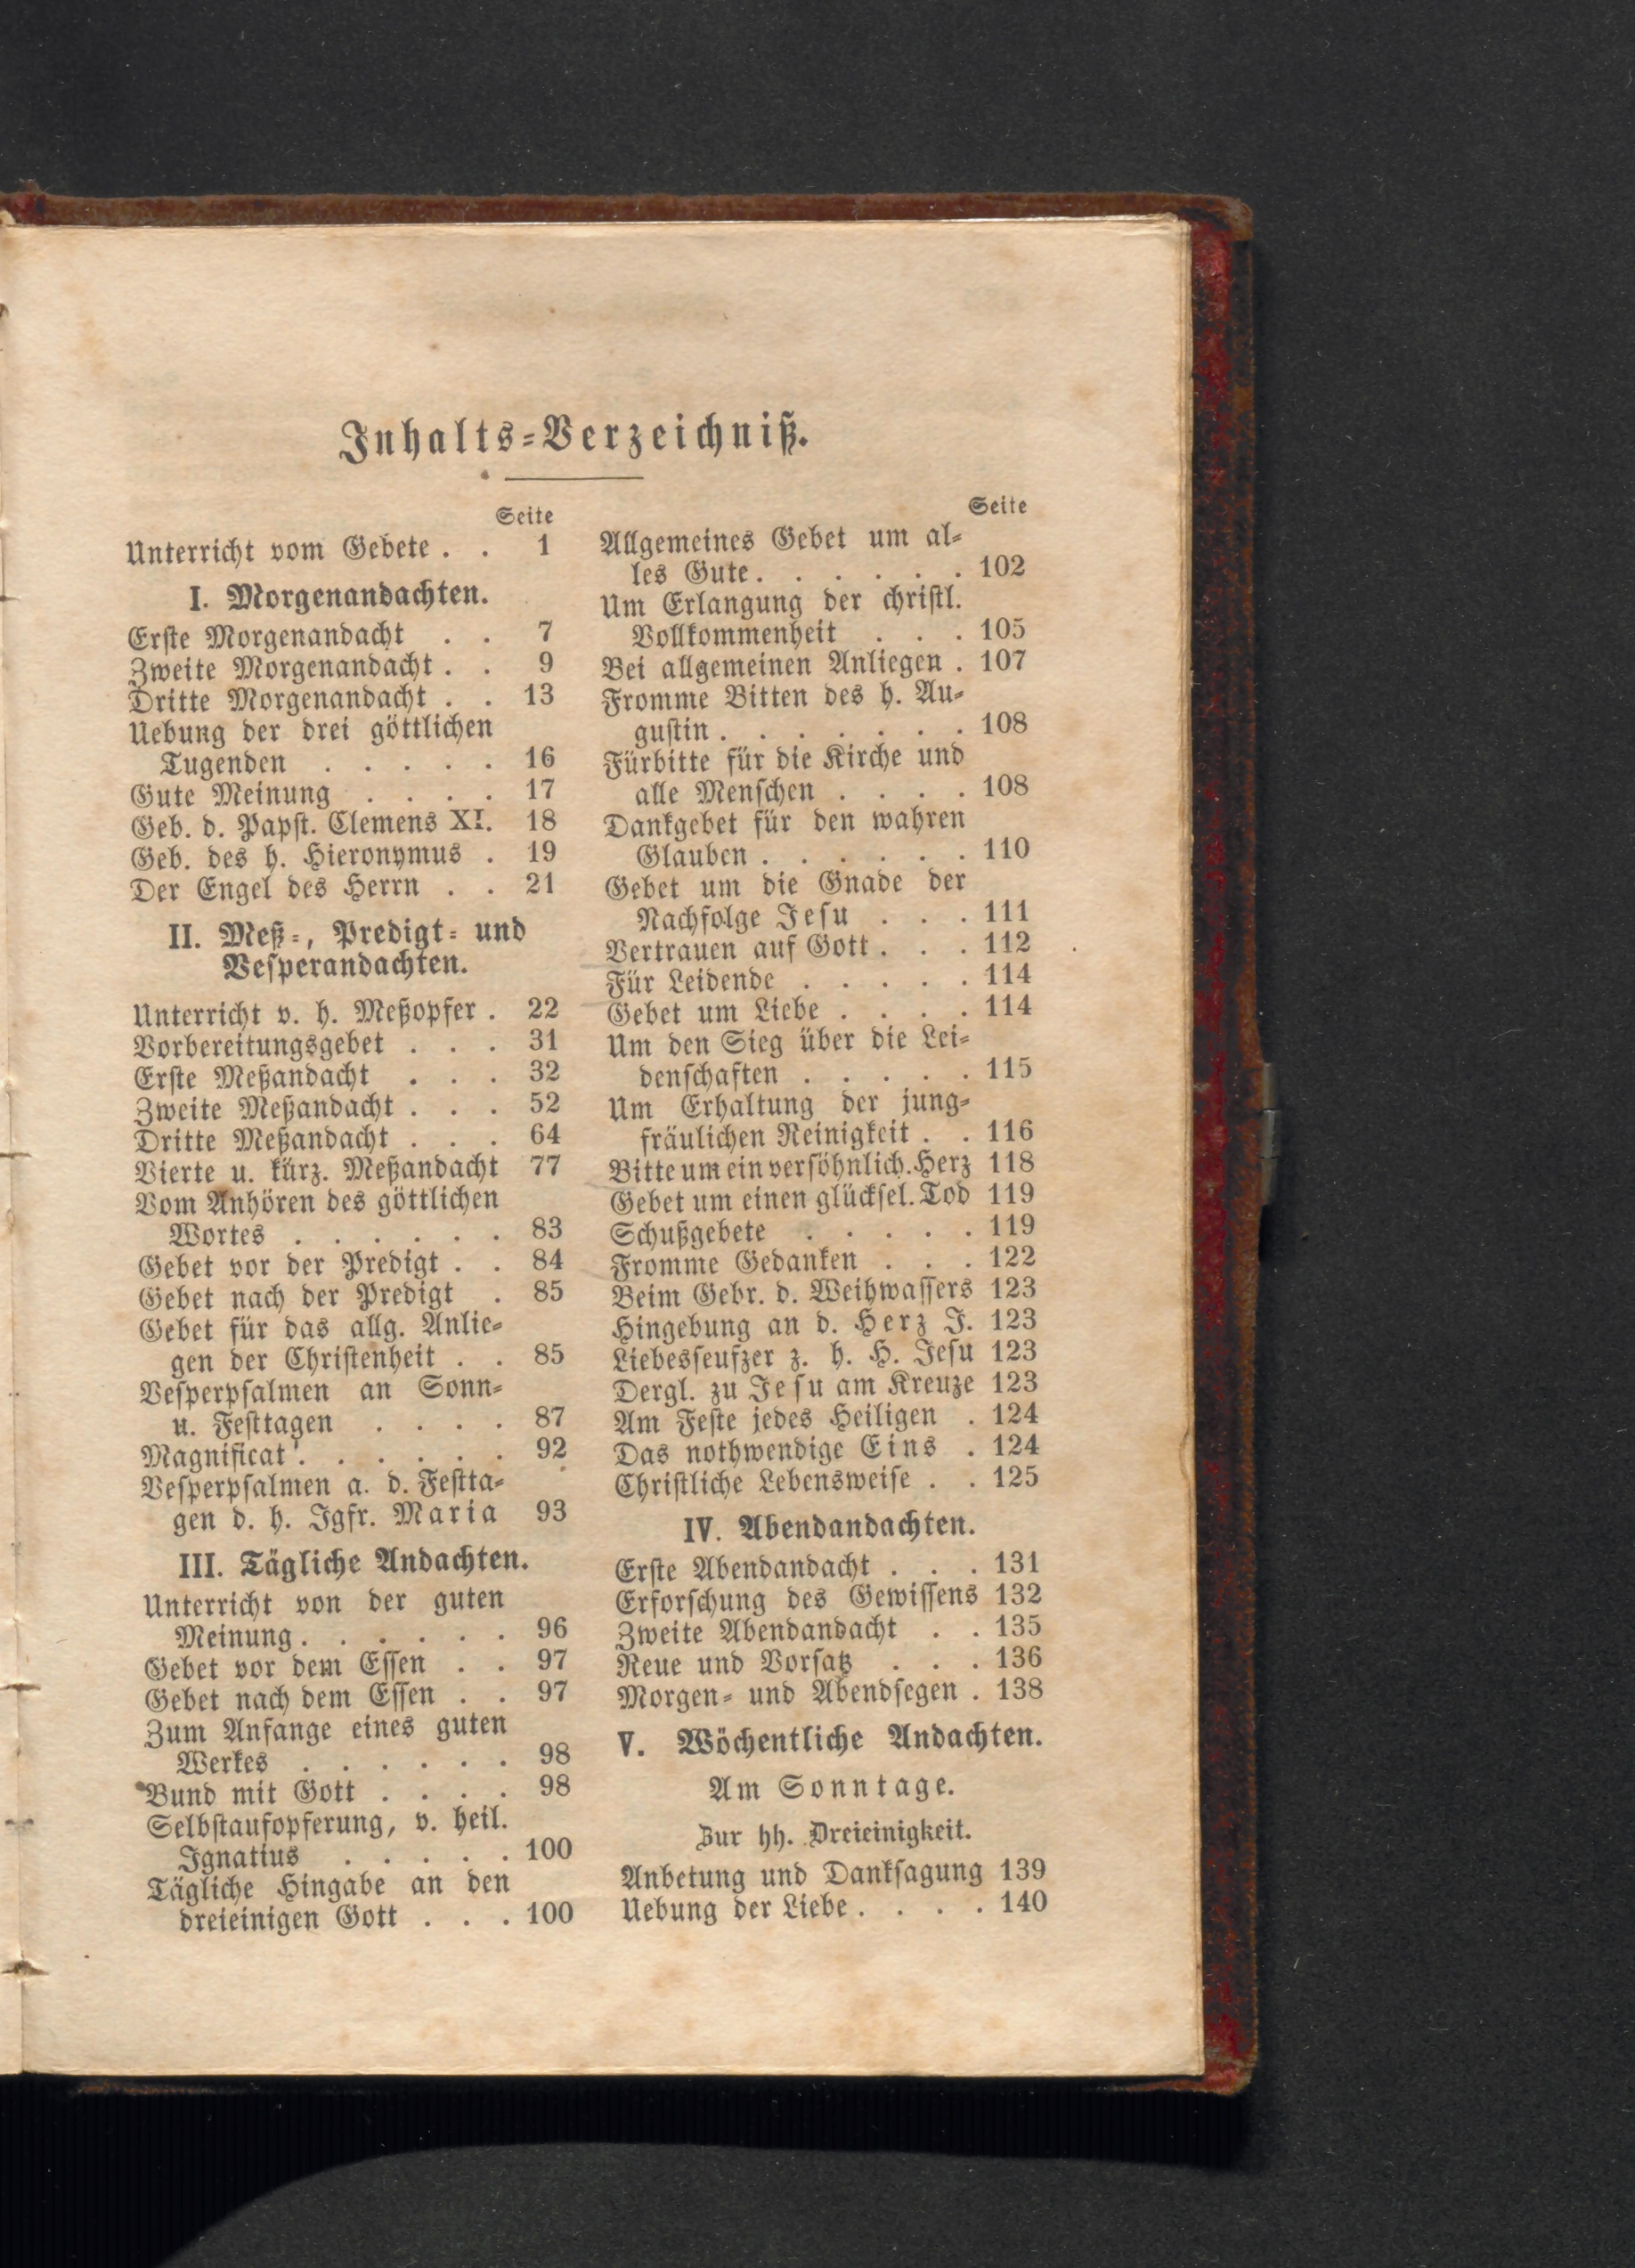 Inhalts-Verzeichniß.
Seite
Unterricht vom Gebete . . 1
I. Morgenandachten.
Erste Morgenandacht . . 7
Zweite Morgenandacht . . 9
Dritte Morgenandacht . . 13
Uebung der drei göttlichen
Tugenden . . . . . 16
Gute Meinung . . . . 17
Geb. d. Papst. Clemens XI. 18
Geb. des h. Hieronymus . 19
Der Engel des Herrn . . 21
II. Meß-, Predigt- und
Vesperandachten.
Unterricht v. h. Meßopfer . 22
Vorbereitungsgebet . . . 31
Erste Meßandacht . . . 32
Zweite Meßandacht . . . 52
Dritte Meßandacht . . . 64
Vierte u. kürz. Meßandacht 77
Vom Anhören des göttlichen
Wortes . . . . . . 83
Gebet vor der Predigt . . 84
Gebet nach der Predigt . 85
Gebet für das allg. Anlie-
gen der Christenheit . . 85
Vesperpsalmen an Sonn-
u. Festtagen . . . . 87
Magnificat . . . . . . 92
Vesperpsalmen a. d. Festta-
gen d. h. Jgfr. Maria 93
III. Tägliche Andachten.
Unterricht von der guten
Meinung . . . . . . 96
Gebet vor dem Essen . . 97
Gebet nach dem Essen . . 97
Zum Anfange eines guten
Werkes . . . . . . 98
Bund mit Gott . . . . 98
Selbstaufopferung, v. heil.
Ignatius . . . . . 100
Tägliche Hingabe an den
dreieinigen Gott . . . 100
Seite
Allgemeines Gebet um al-
les Gute . . . . . . 102
Um Erlangung der christl.
Vollkommenheit . . . 105
Bei allgemeinen Anliegen . 107
Fromme Bitten des h. Au-
gustin . . . . . . . 108
Fürbitte für die Kirche und
alle Menschen . . . . 108
Dankgebet für den wahren
Glauben . . . . . . 110
Gebet um die Gnade der
Nachfolge Jesu . . . 111
Vertrauen auf Gott . . . 112
Für Leidende . . . . . 114
Gebet um Liebe . . . . 114
Um den Sieg über die Lei-
denschaften . . . . . 115
Um Erhaltung der jung-
fräulichen Reinigkeit . . 116
Bitte um ein versöhnlich. Herz 118
Gebet um einen glücksel. Tod 119
Schußgebete . . . . . 119
Fromme Gedanken . . . 122
Beim Gebr. d. Weihwassers 123
Hingebung an d. Herz J. 123
Liebesseufzer z. h. H. Jesu 123
Dergl. zu Jesu am Kreuze 123
Am Feste jedes Heiligen . 124
Das nothwendige Eins . 124
Christliche Lebensweise . . 125
IV. Abendandachten.
Erste Abendandacht . . . 131
Erforschung des Gewissens 132
Zweite Abendandacht . . 135
Reue und Vorsatz . . . 136
Morgen- und Abendsegen . 138
V. Wöchentliche Andachten.
Am Sonntage.
Zur hh. Dreieinigkeit.
Anbetung und Danksagung 139
Uebung der Liebe . . . . 140